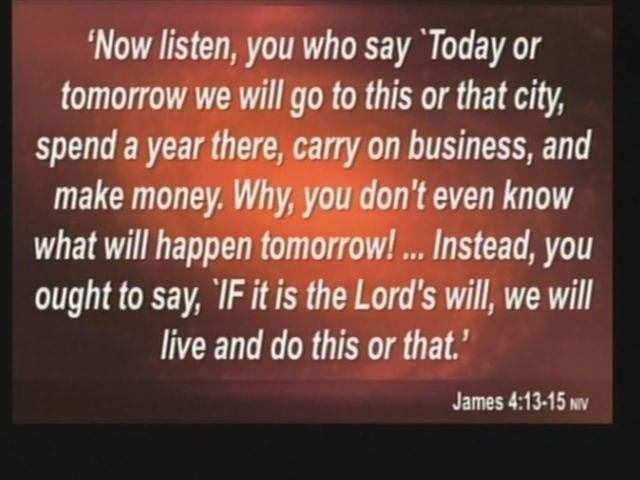 ‘Now listen, you who say `Today or
tomorrow we will go to this or that city,
spend a year there, carry on business, and
make money. Why, you don't even know
what will happen tomorrow! ... Instead, you
ought to say, `IF it is the Lord's will, we will
live and do this or that.’
James 4:13-15 NIV